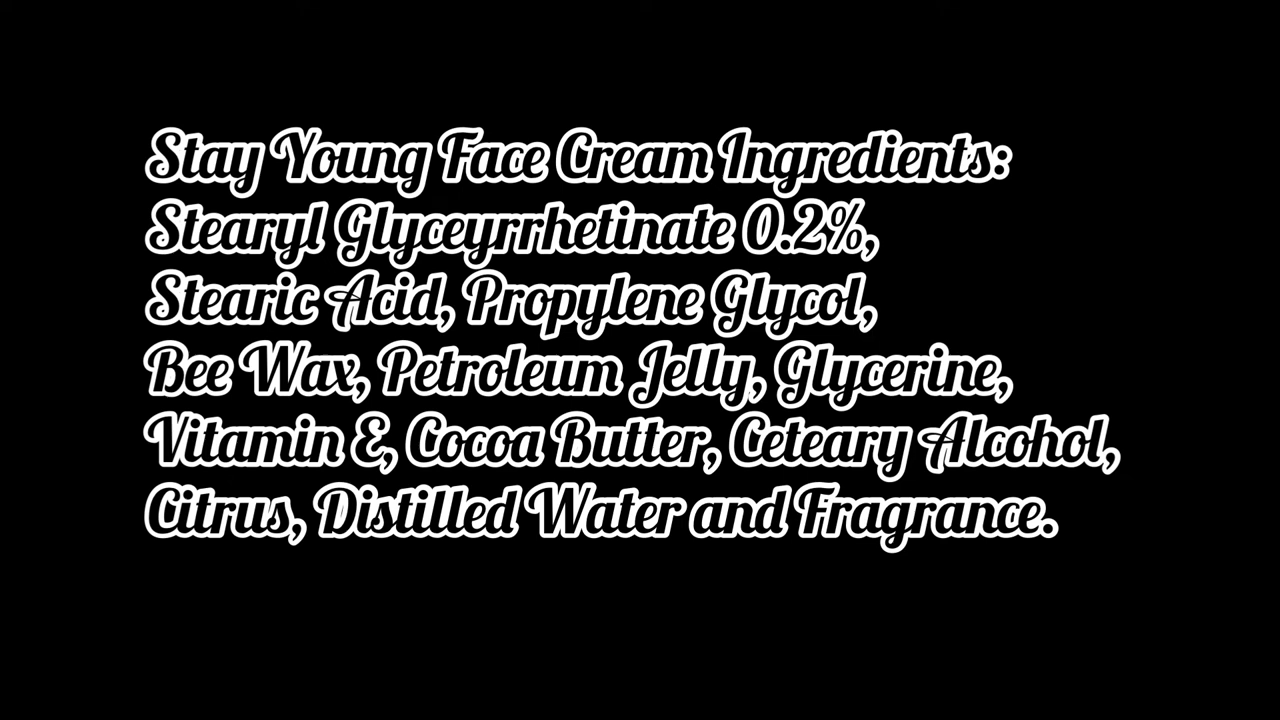 Stay Young Face Cream Ingredients:
Stearyl Glyceyrrhetinate 0.2%,
Stearic Acid, Propylene Glycol,
Bee Wax, Petroleum Jelly, Glycerine,
Vitamin E, Cocoa Butter, Ceteary Alcohol,
Citrus, Distilled Water and Fragrance.